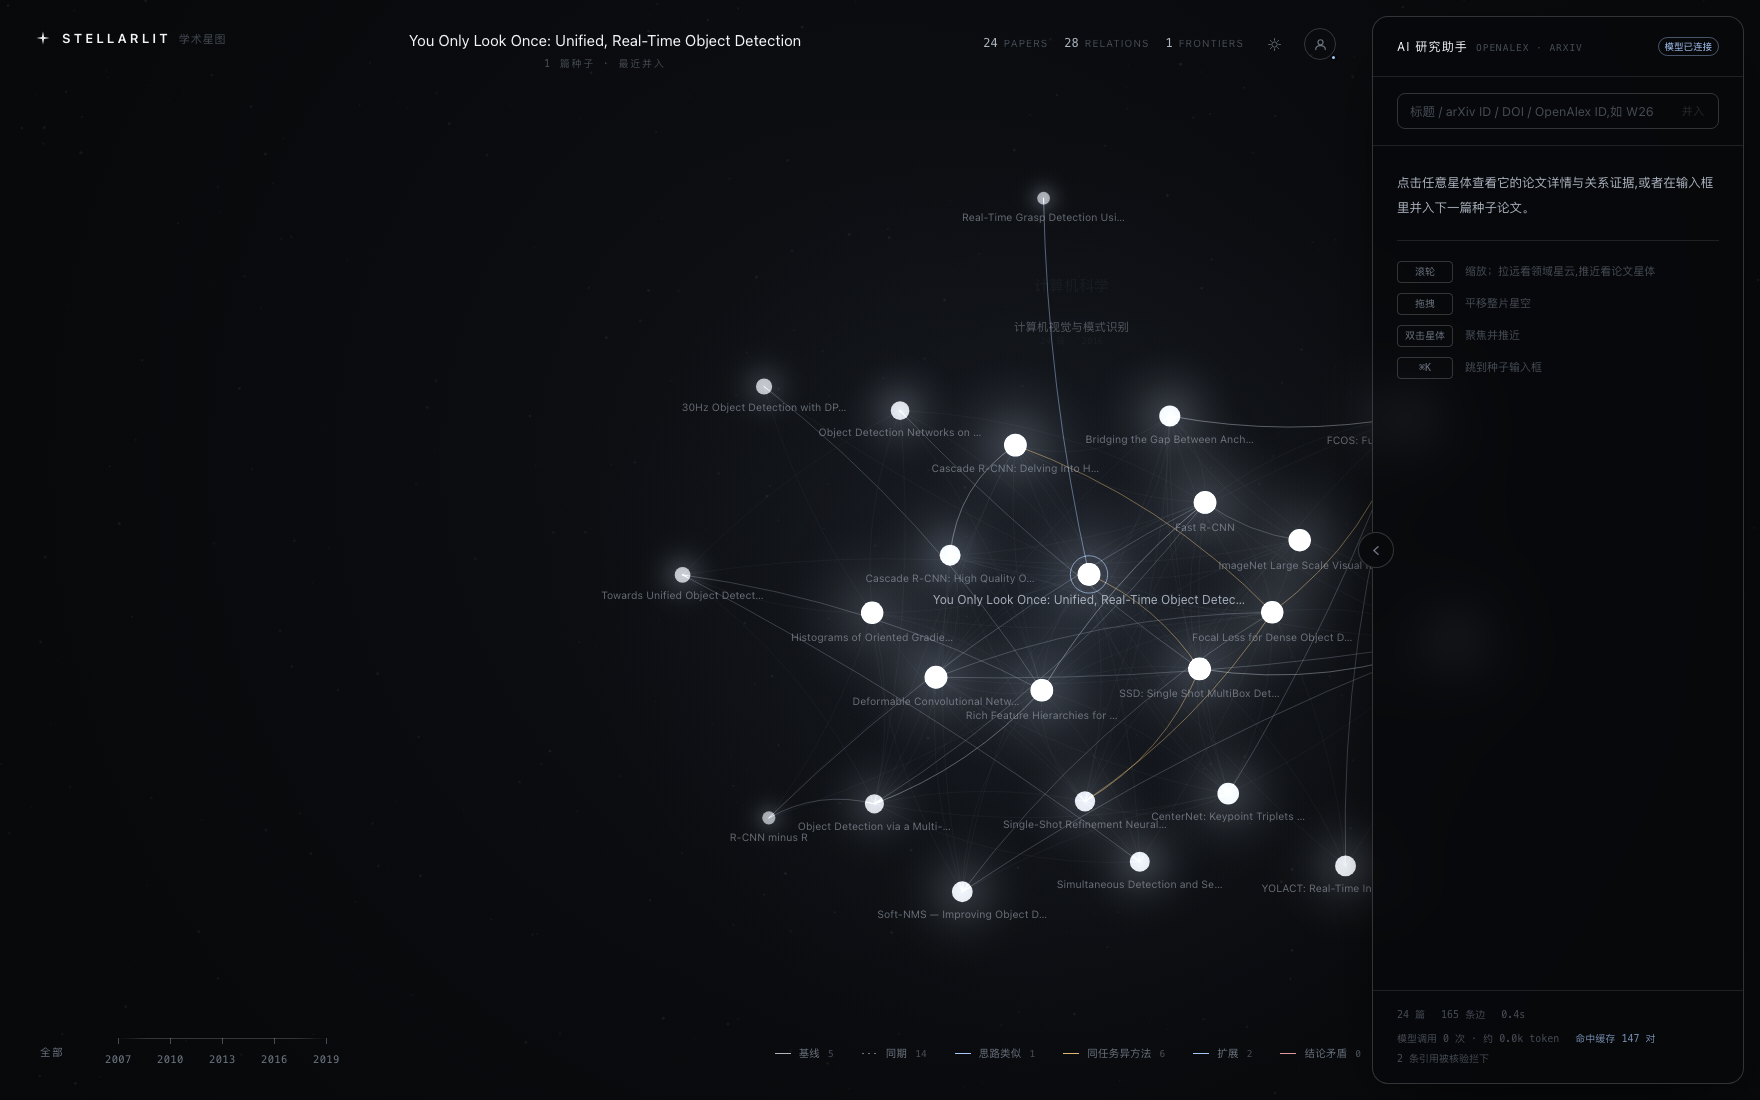 STELLARLIT 学术星图
You Only Look Once: Unified, Real-Time Object Detection
1 篇种子 · 最近并入
24 PAPERS 28 RELATIONS 1 FRONTIERS
AI 研究助手 OPENALEX · ARXIV 模型已连接
标题 / arXiv ID / DOI / OpenAlex ID,如 W26 并入
点击任意星体查看它的论文详情与关系证据,或者在输入框
里并入下一篇种子论文。
滚轮 缩放；拉远看领域星云,推近看论文星体
拖拽 平移整片星空
双击星体 聚焦并推近
⌘K 跳到种子输入框
Real-Time Grasp Detection Usi...
计算机科学
计算机视觉与模式识别
30Hz Object Detection with DP...
Object Detection Networks on ...
Bridging the Gap Between Anch...
FCOS: Fu
Cascade R-CNN: Delving Into H...
Fast R-CNN
ImageNet Large Scale Visual
Cascade R-CNN: High Quality O...
Towards Unified Object Detect...
You Only Look Once: Unified, Real-Time Object Detec...
Histograms of Oriented Gradie...
Focal Loss for Dense Object D...
SSD: Single Shot MultiBox Det...
Deformable Convolutional Netw...
Rich Feature Hierarchies for ...
CenterNet: Keypoint Triplets ...
Single-Shot Refinement Neural...
Object Detection via a Multi-...
R-CNN minus R
Simultaneous Detection and Se...
YOLACT: Real-Time In
Soft-NMS — Improving Object D...
全部
2007 2010 2013 2016 2019
基线 5 同期 14 思路类似 1 同任务异方法 6 扩展 2 结论矛盾 0
24 篇 165 条边 0.4s
模型调用 0 次 · 约 0.0k token 命中缓存 147 对
2 条引用被核验拦下